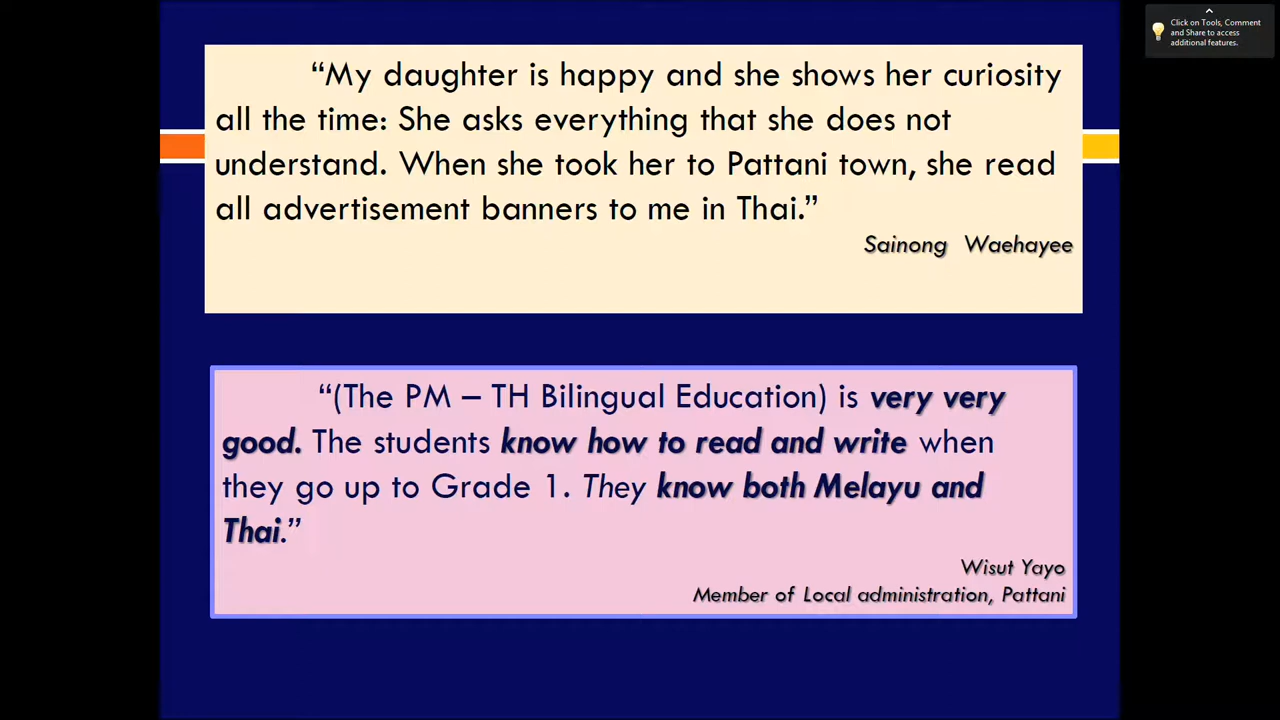 “My daughter is happy and she shows her curiosity
all the time: She asks everything that she does not
understand. When she took her to Pattani town, she read
all advertisement banners to me in Thai.”
Sainong Waehayee
“(The PM – TH Bilingual Education) is very very
good. The students know how to read and write when
they go up to Grade 1. They know both Melayu and
Thai.”
Wisut Yayo
Member of Local administration, Pattani
Click on Tools, Comment
and Share to access
additional features.